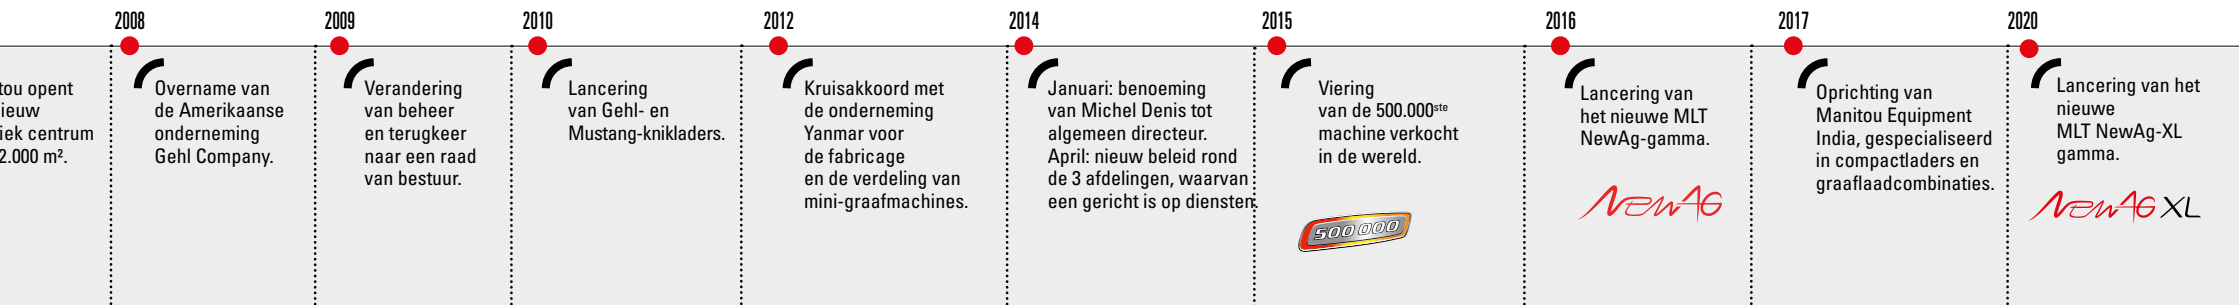 tou opent
ieuw
iek centrum
2.000 m².
2008
Overname van
de Amerikaanse
onderneming
Gehl Company.
2009
Verandering
van beheer
en terugkeer
naar een raad
van bestuur.
2010
Lancering
van Gehl- en
Mustang-knikladers.
2012
Kruisakkoord met
de onderneming
Yanmar voor
de fabricage
en de verdeling van
mini-graafmachines.
2014
Januari: benoeming
van Michel Denis tot
algemeen directeur.
April: nieuw beleid rond
de 3 afdelingen, waarvan
een gericht is op diensten.
2015
Viering
van de 500.000ste
machine verkocht
in de wereld.
500 000
2016
Lancering van
het nieuwe MLT
NewAg-gamma.
NEWAG
2017
Oprichting van
Manitou Equipment
India, gespecialiseerd
in compactladers en
graaflaadcombinaties.
2020
Lancering van het
nieuwe
MLT NewAg-XL
gamma.
NEWAG XL